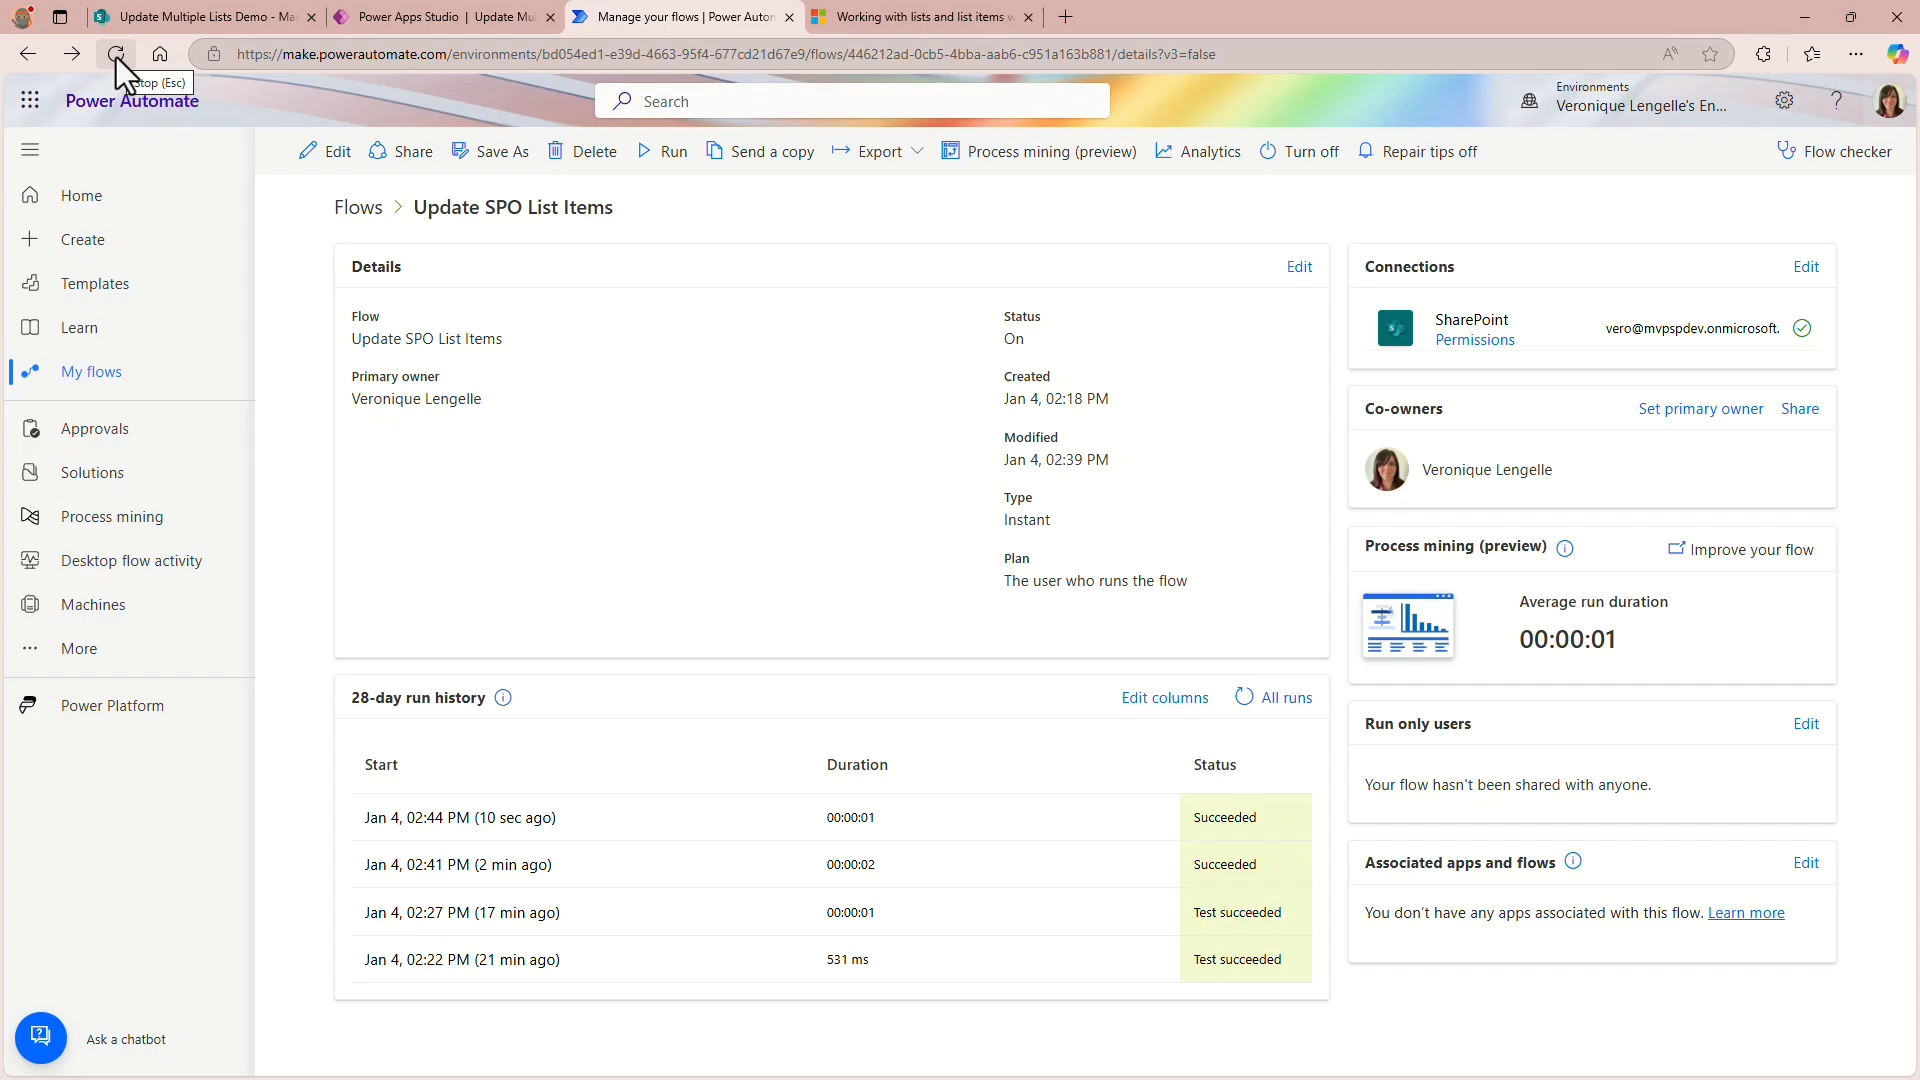 Update Multiple Lists Demo - Ma
Power Apps Studio | Update Mul
Manage your flows | Power Autom
Working with lists and list items w
https://make.powerautomate.com/environments/bd054ed1-e39d-4663-95f4-677cd21d67e9/flows/446212ad-0cb5-4bba-aab6-c951a163b881/details?v3=false
(Esc)
Power Automate
Search
Environments
Veronique Lengelle's En...
Edit
Share
Save As
Delete
Run
Send a copy
Export
Process mining (preview)
Analytics
Turn off
Repair tips off
Flow checker
Home
Create
Templates
Learn
My flows
Approvals
Solutions
Process mining
Desktop flow activity
Machines
More
Power Platform
Ask a chatbot
Flows > Update SPO List Items
Details
Edit
Flow
Update SPO List Items
Primary owner
Veronique Lengelle
Status
On
Created
Jan 4, 02:18 PM
Modified
Jan 4, 02:39 PM
Type
Instant
Plan
The user who runs the flow
28-day run history
Edit columns
All runs
Start Duration Status
Jan 4, 02:44 PM (10 sec ago) 00:00:01 Succeeded
Jan 4, 02:41 PM (2 min ago) 00:00:02 Succeeded
Jan 4, 02:27 PM (17 min ago) 00:00:01 Test succeeded
Jan 4, 02:22 PM (21 min ago) 531 ms Test succeeded
Connections
Edit
SharePoint
Permissions
vero@mvpspdev.onmicrosoft.
Co-owners
Set primary owner
Share
Veronique Lengelle
Process mining (preview)
Improve your flow
Average run duration
00:00:01
Run only users
Edit
Your flow hasn't been shared with anyone.
Associated apps and flows
Edit
You don't have any apps associated with this flow. Learn more